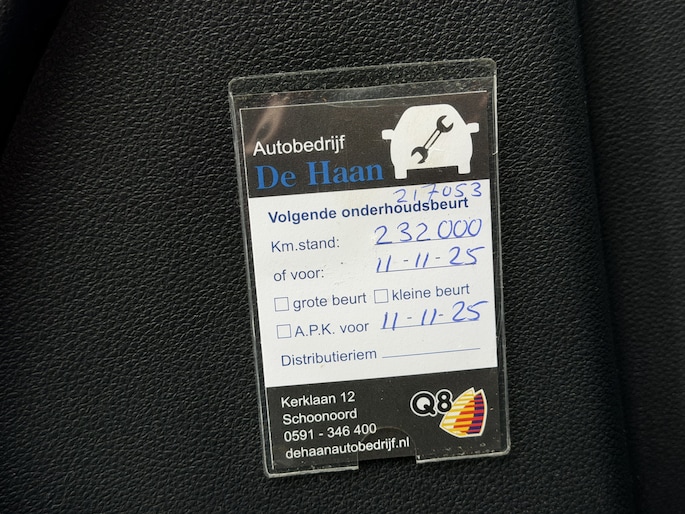 Autobedrijf
De Haan
217053
Volgende onderhoudsbeurt
Km.stand: 232000
of voor: 11-11-25
grote beurt kleine beurt
A.P.K. voor 11-11-25
Distributieriem
Kerklaan 12
Schoonoord
0591 - 346 400
dehaanautobedrijf.nl
Q8